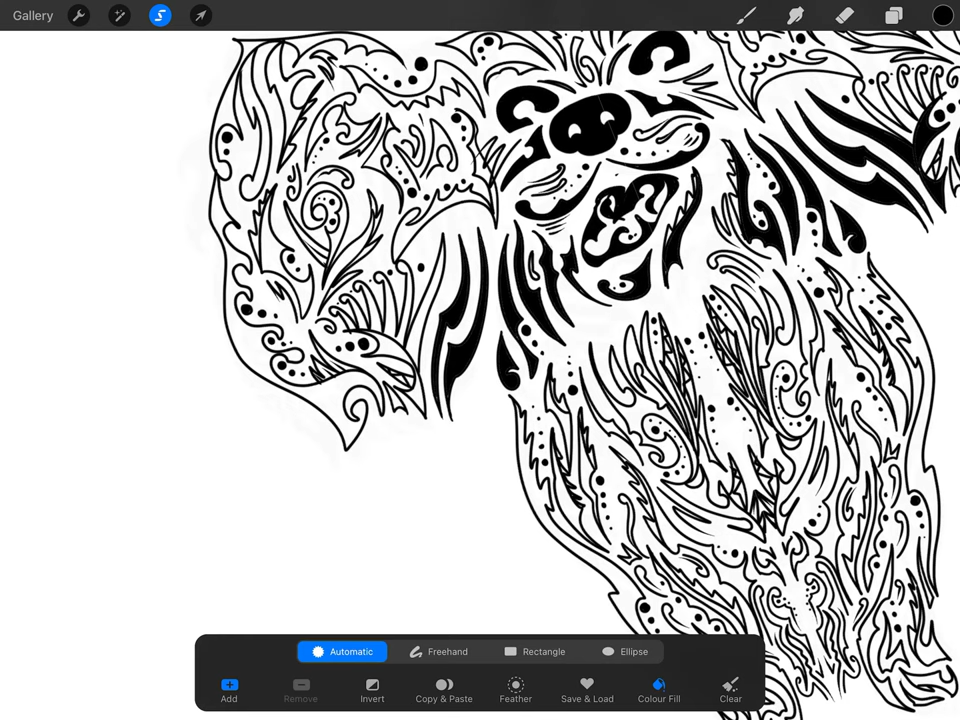 Gallery
Automatic Freehand Rectangle Ellipse
Add Remove Invert Copy & Paste Feather Save & Load Colour Fill Clear